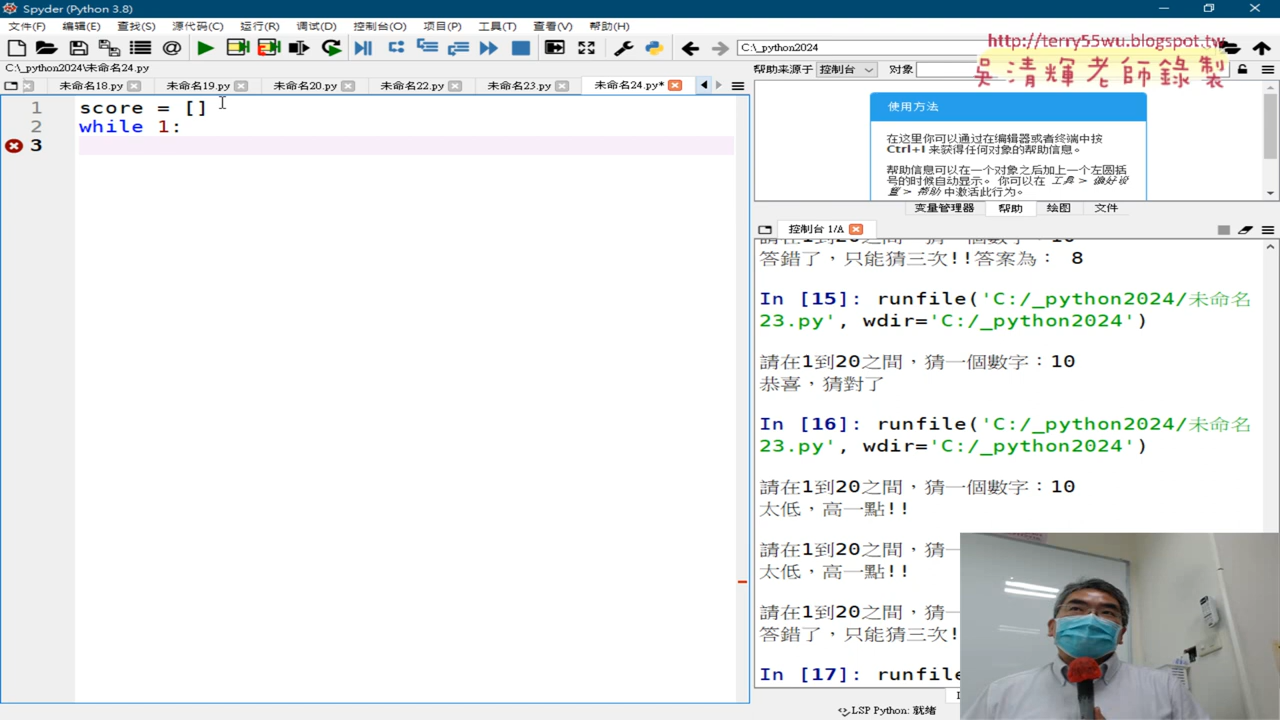 Spyder (Python 3.8)
文件(F) 编辑(E) 查找(S) 源代码(C) 运行(R) 调试(D) 控制台(O) 项目(P) 工具(T) 查看(V) 帮助(H)
C:\_python2024
http://terry55wu.blogspot.tw
吳清輝老師錄製
C:\_python2024\未命名24.py
未命名18.py 未命名19.py 未命名20.py 未命名22.py 未命名23.py 未命名24.py*
帮助来源于 控制台 对象
1 score = []
2 while 1:
3
使用方法
在这里你可以通过在编辑器或者终端中按
Ctrl+I 来获得任何对象的帮助信息。
帮助信息可以在一个对象之后加上一个左圆括
号的时候自动显示。 你可以在 工具 > 偏好设
置 > 帮助 中激活此行为。
变量管理器 帮助 绘图 文件
控制台 1/A
答錯了，只能猜三次!!答案為： 8
In [15]: runfile('C:/_python2024/未命名
23.py', wdir='C:/_python2024')
請在1到20之間，猜一個數字：10
恭喜，猜對了
In [16]: runfile('C:/_python2024/未命名
23.py', wdir='C:/_python2024')
請在1到20之間，猜一個數字：10
太低，高一點!!
請在1到20之間，猜一
太低，高一點!!
請在1到20之間，猜一
答錯了，只能猜三次!
In [17]: runfile
LSP Python: 就绪